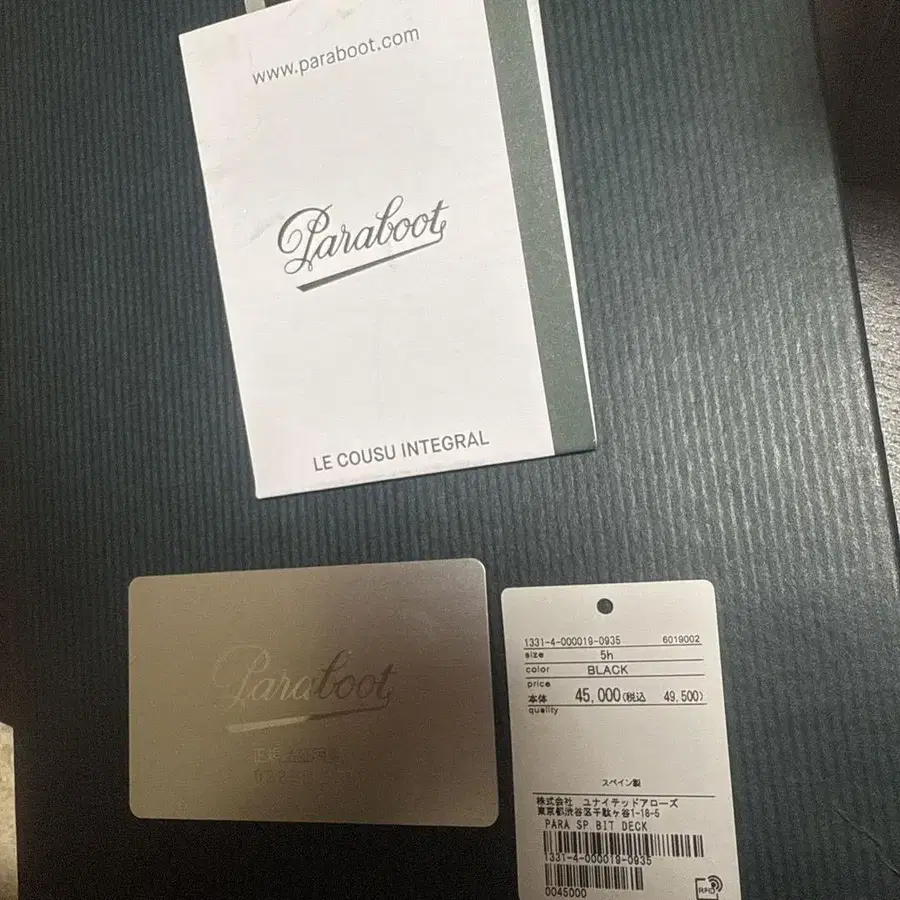 www.paraboot.com
Paraboot
LE COUSU INTEGRAL
Paraboot
1331-4-000019-0935 6019002
size 5h
color BLACK
price
本体 45,000(税込 49,500)
quality
スペイン製
株式会社 ユナイテッドアローズ
東京都渋谷区千駄ヶ谷1-18-5
PARA SP BIT DECK
1331-4-000019-0935
0045000
RFID